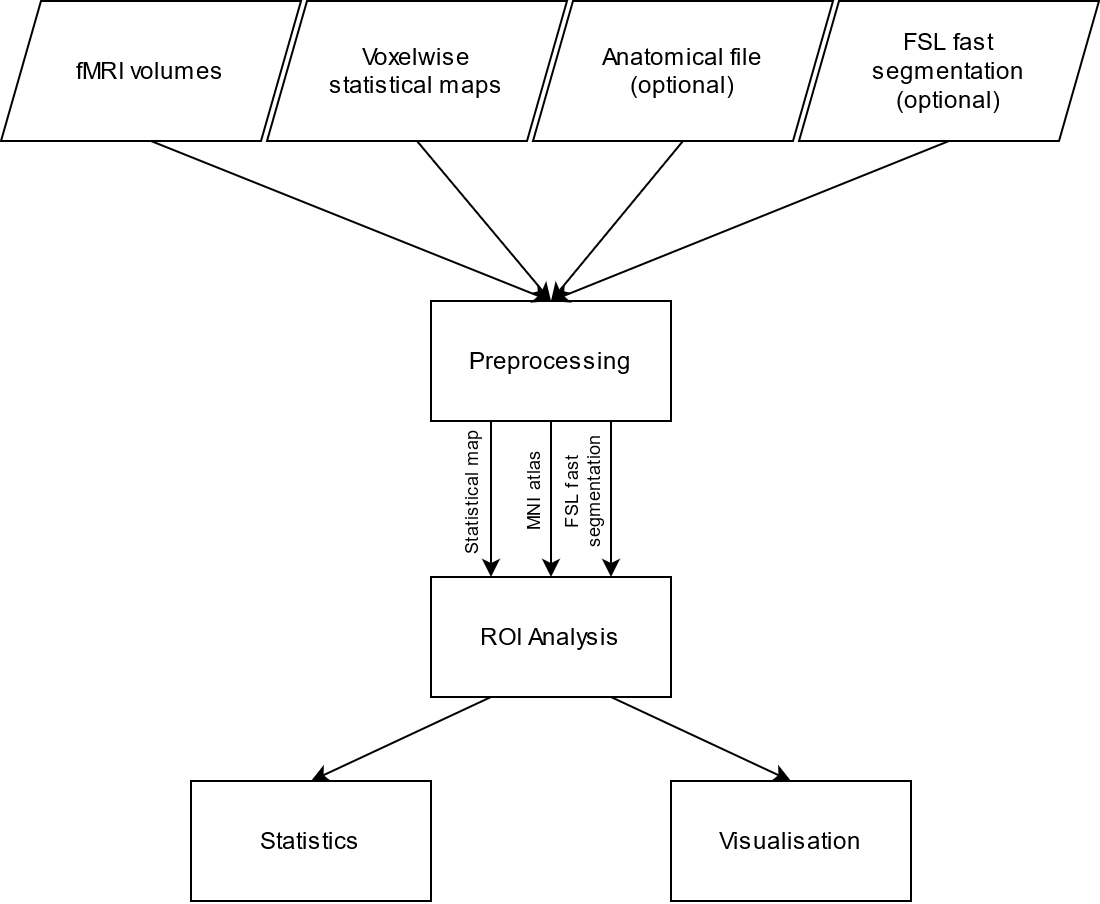 fMRI volumes
Voxelwise
statistical maps
Anatomical file
(optional)
FSL fast
segmentation
(optional)
Preprocessing
Statistical map
MNI atlas
FSL fast
segmentation
ROI Analysis
Statistics
Visualisation